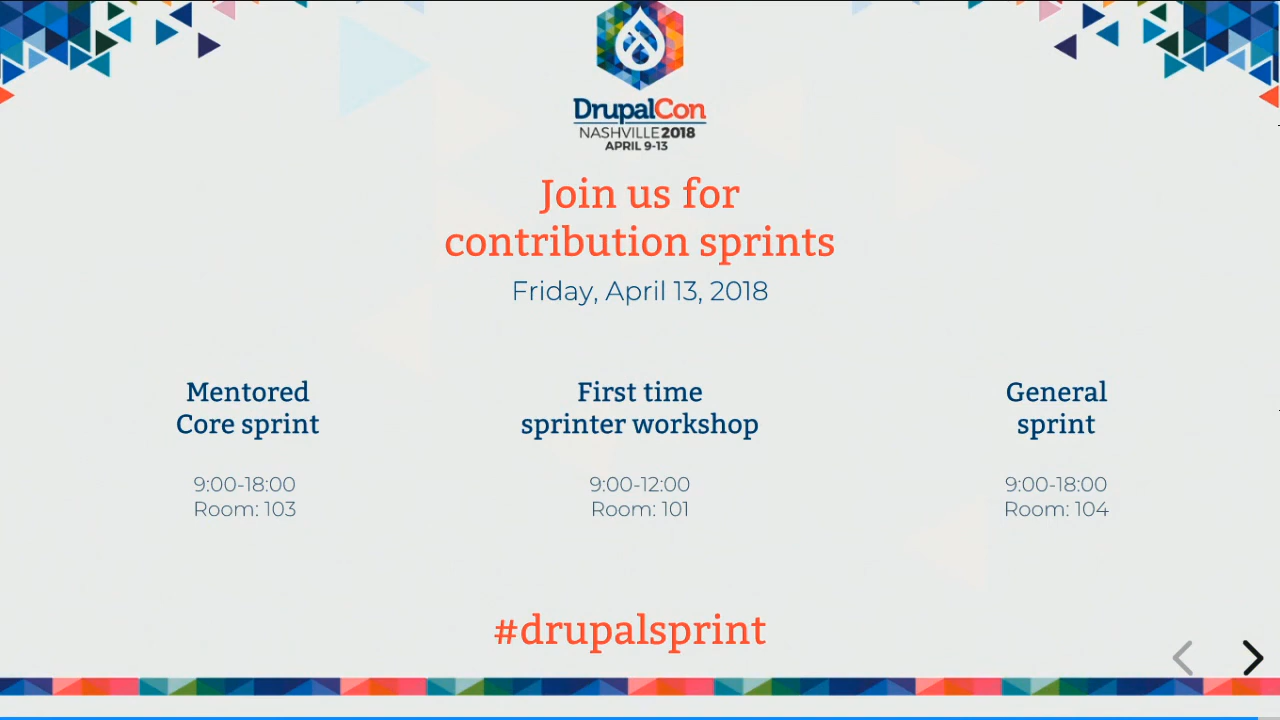 DrupalCon
NASHVILLE 2018
APRIL 9-13
Join us for
contribution sprints
Friday, April 13, 2018
Mentored
Core sprint
9:00-18:00
Room: 103
First time
sprinter workshop
9:00-12:00
Room: 101
General
sprint
9:00-18:00
Room: 104
#drupalsprint